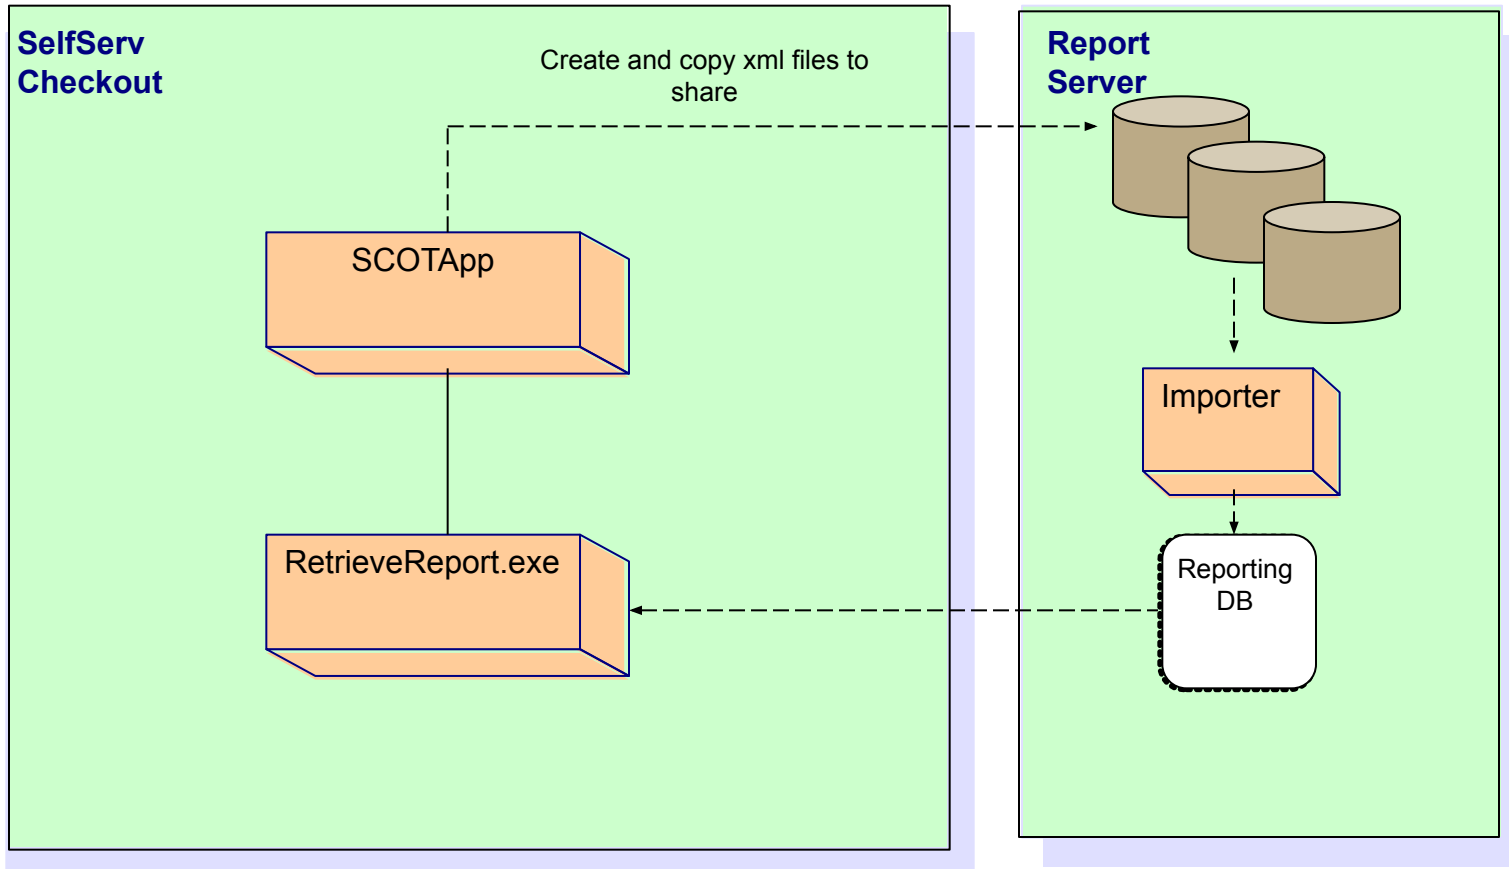 SelfServ
Checkout
Create and copy xml files to
share
SCOTApp
RetrieveReport.exe
Report
Server
Importer
Reporting
DB